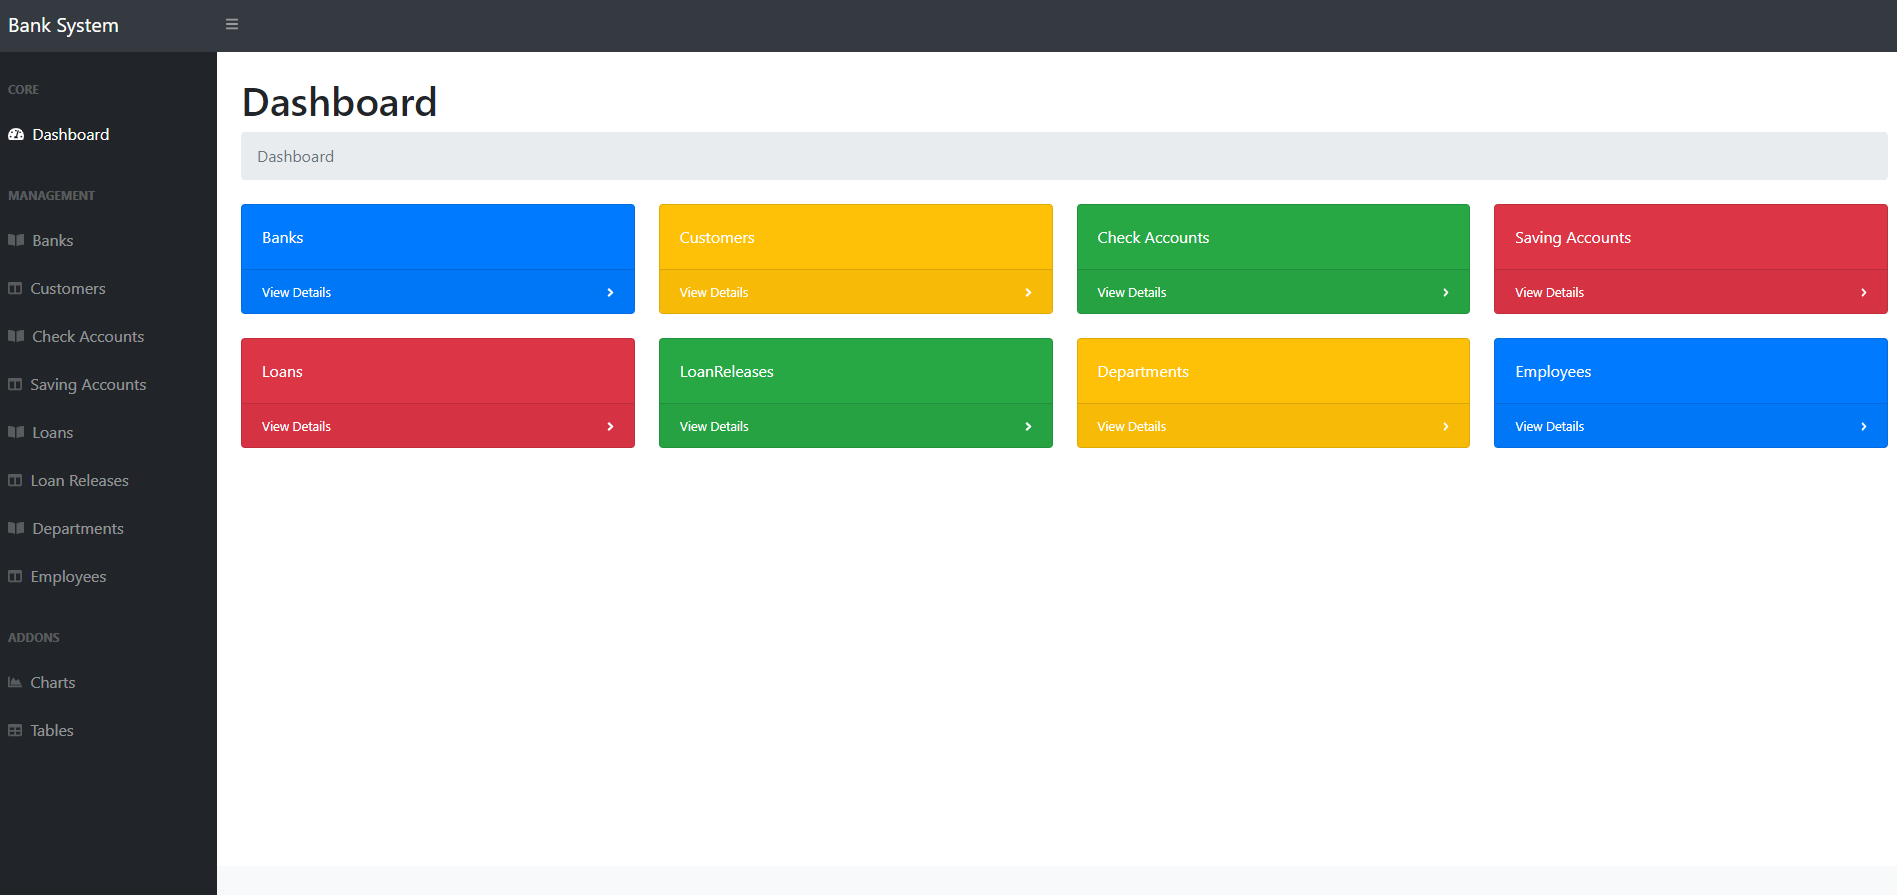 Bank System
CORE
Dashboard
MANAGEMENT
Banks
Customers
Check Accounts
Saving Accounts
Loans
Loan Releases
Departments
Employees
ADDONS
Charts
Tables
Dashboard
Dashboard
Banks
View Details
Customers
View Details
Check Accounts
View Details
Saving Accounts
View Details
Loans
View Details
LoanReleases
View Details
Departments
View Details
Employees
View Details